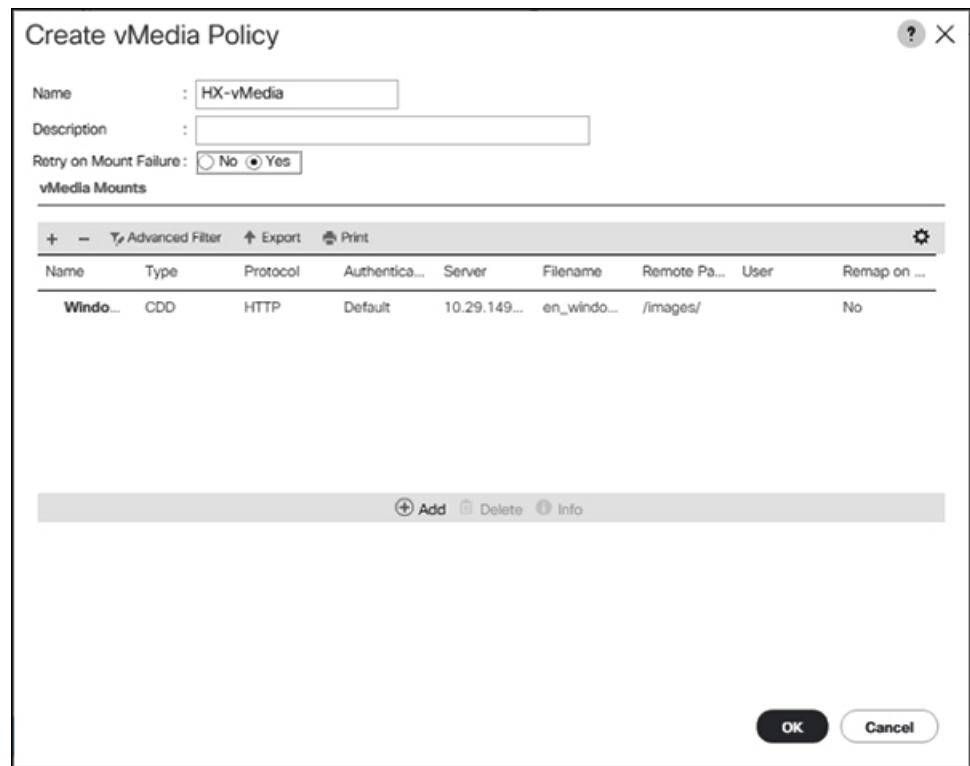 Create vMedia Policy
?
Name : HX-vMedia
Description :
Retry on Mount Failure : No Yes
vMedia Mounts
+ − Advanced Filter Export Print
Name Type Protocol Authentica... Server Filename Remote Pa... User Remap on ...
Windo... CDD HTTP Default 10.29.149... en_windo... /images/ No
Add Delete Info
OK Cancel